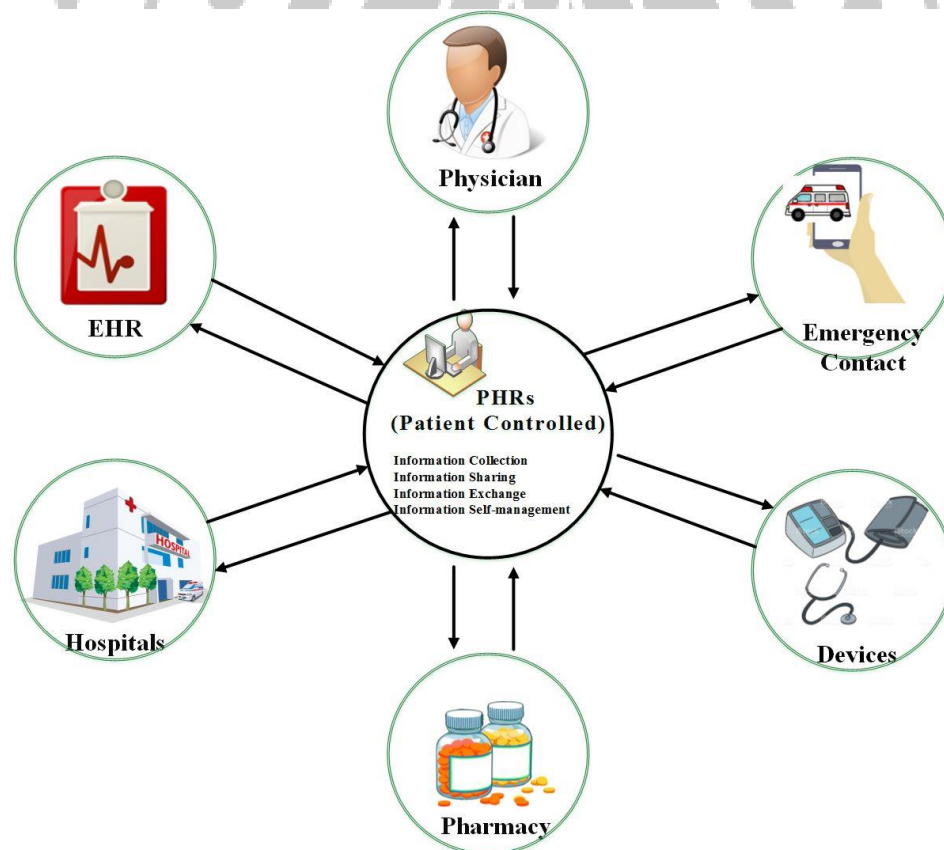 Physician
EHR
Emergency
Contact
PHRs
(Patient Controlled)
Information Collection
Information Sharing
Information Exchange
Information Self-management
HOSPITAL
Hospitals
Devices
Pharmacy